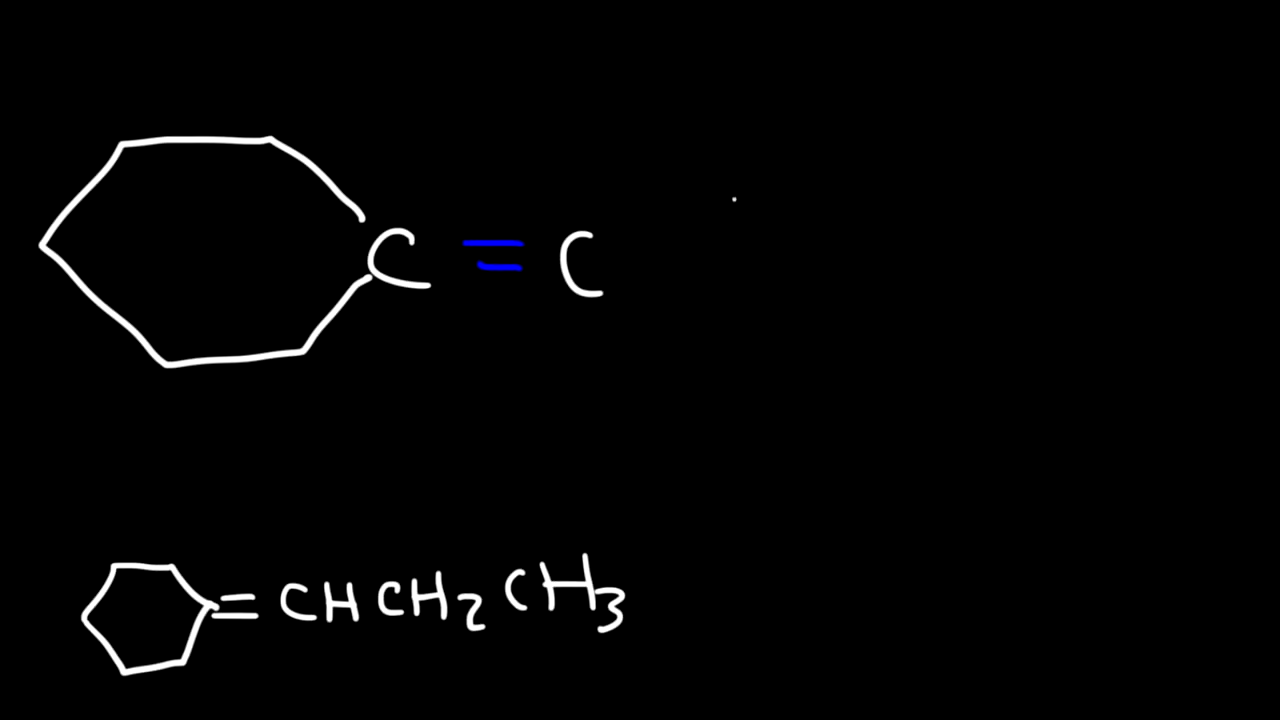 C = C
= CHCH₂CH₃